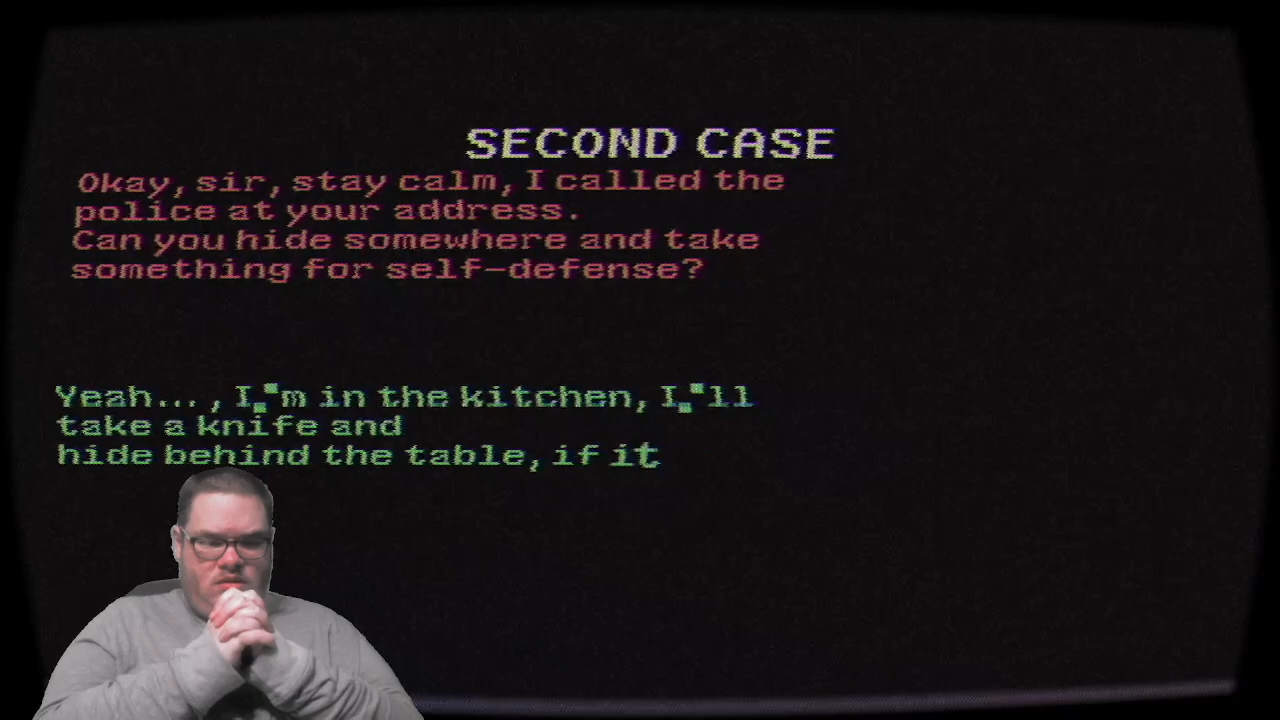 SECOND CASE
Okay, sir, stay calm, I called the
police at your address.
Can you hide somewhere and take
something for self-defense?
Yeah..., I,"m in the kitchen, I,"ll
take a knife and
hide behind the table, if it